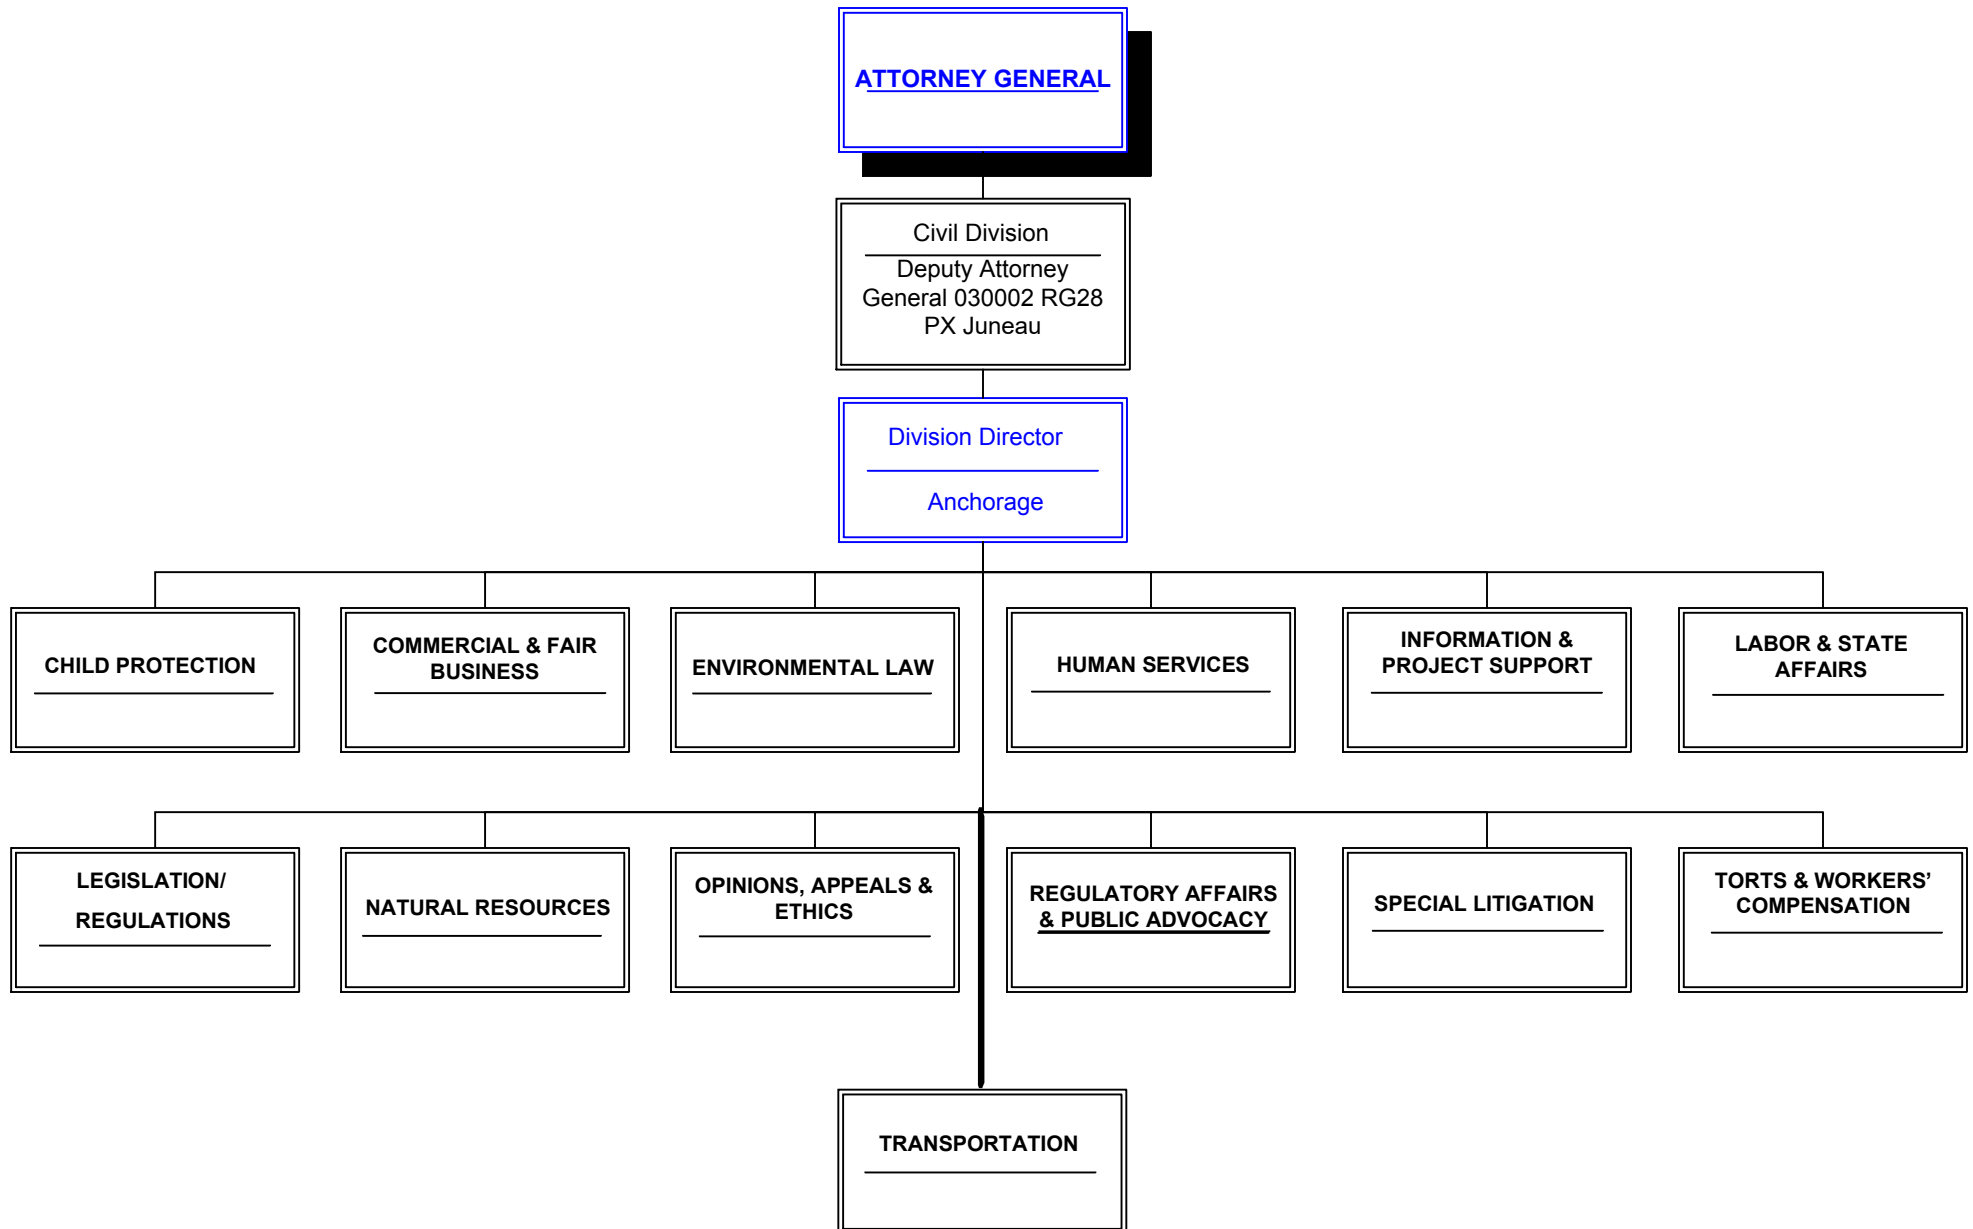 ATTORNEY GENERAL
Civil Division
Deputy Attorney
General 030002 RG28
PX Juneau
Division Director
Anchorage
CHILD PROTECTION
COMMERCIAL & FAIR
BUSINESS
ENVIRONMENTAL LAW
HUMAN SERVICES
INFORMATION &
PROJECT SUPPORT
LABOR & STATE
AFFAIRS
LEGISLATION/
REGULATIONS
NATURAL RESOURCES
OPINIONS, APPEALS &
ETHICS
REGULATORY AFFAIRS
& PUBLIC ADVOCACY
SPECIAL LITIGATION
TORTS & WORKERS’
COMPENSATION
TRANSPORTATION